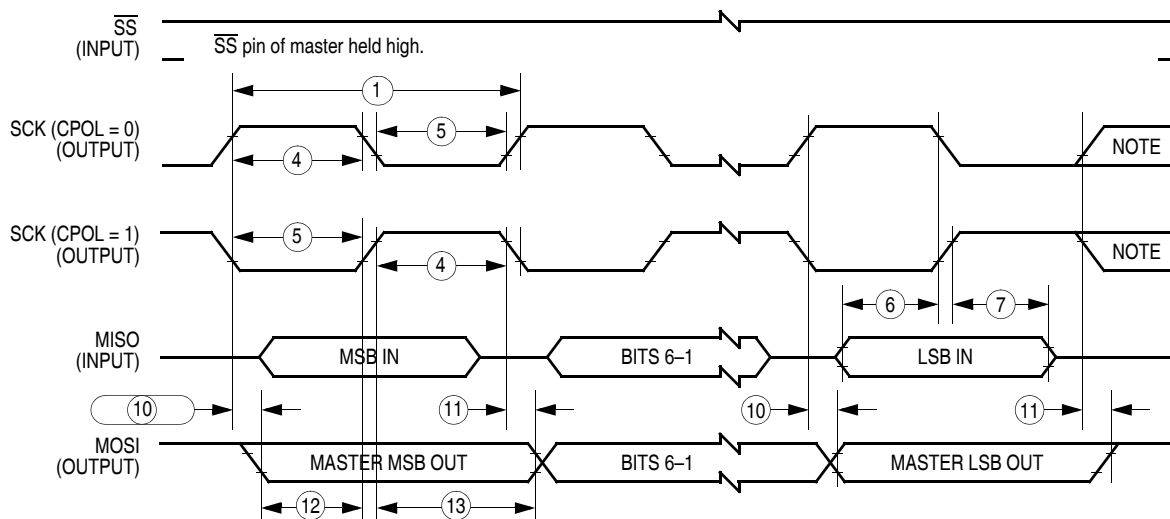 SS
(INPUT)
SS pin of master held high.
1
SCK (CPOL = 0)
(OUTPUT)
5
4
NOTE
SCK (CPOL = 1)
(OUTPUT)
5
4
NOTE
6
7
MISO
(INPUT)
MSB IN
BITS 6–1
LSB IN
10
11
10
11
MOSI
(OUTPUT)
MASTER MSB OUT
BITS 6–1
MASTER LSB OUT
12
13